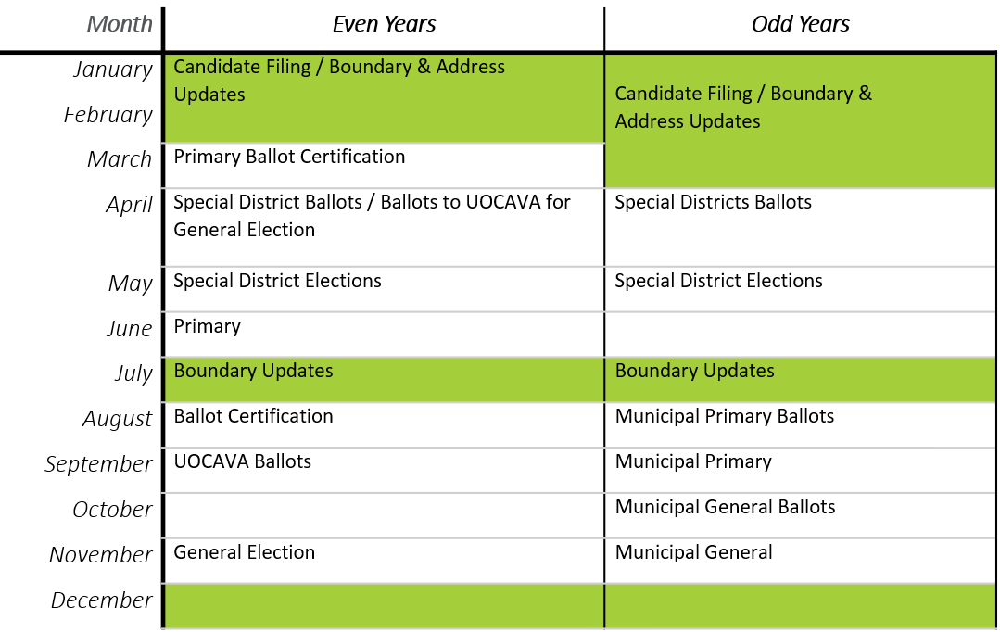 Month Even Years Odd Years
January Candidate Filing / Boundary & Address
Updates
Candidate Filing / Boundary &
February
Address Updates
March Primary Ballot Certification
April Special District Ballots / Ballots to UOCAVA for Special Districts Ballots
General Election
May Special District Elections Special District Elections
June Primary
July Boundary Updates Boundary Updates
August Ballot Certification Municipal Primary Ballots
September UOCAVA Ballots Municipal Primary
October Municipal General Ballots
November General Election Municipal General
December